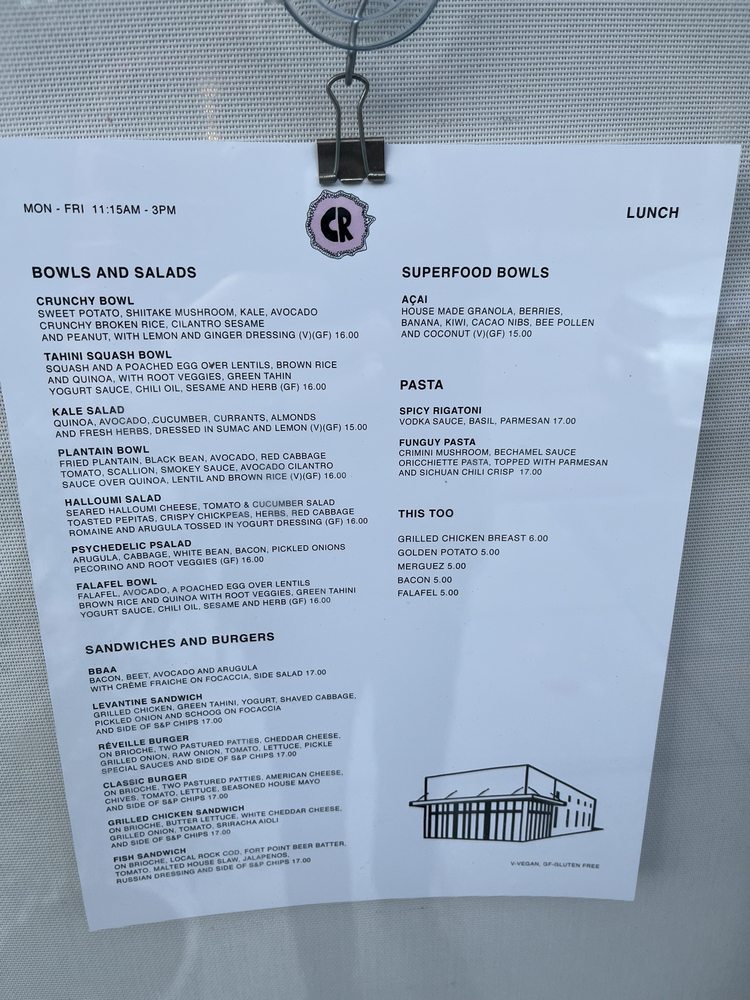 MON - FRI 11:15AM - 3PM
CR
LUNCH
BOWLS AND SALADS
CRUNCHY BOWL
SWEET POTATO, SHIITAKE MUSHROOM, KALE, AVOCADO
CRUNCHY BROKEN RICE, CILANTRO SESAME
AND PEANUT, WITH LEMON AND GINGER DRESSING (V)(GF) 16.00
TAHINI SQUASH BOWL
SQUASH AND A POACHED EGG OVER LENTILS, BROWN RICE
AND QUINOA, WITH ROOT VEGGIES, GREEN TAHIN
YOGURT SAUCE, CHILI OIL, SESAME AND HERB (GF) 16.00
KALE SALAD
QUINOA, AVOCADO, CUCUMBER, CURRANTS, ALMONDS
AND FRESH HERBS, DRESSED IN SUMAC AND LEMON (V)(GF) 15.00
PLANTAIN BOWL
FRIED PLANTAIN, BLACK BEAN, AVOCADO, RED CABBAGE
TOMATO, SCALLION, SMOKEY SAUCE, AVOCADO CILANTRO
SAUCE OVER QUINOA, LENTIL AND BROWN RICE (V)(GF) 16.00
HALLOUMI SALAD
SEARED HALLOUMI CHEESE, TOMATO & CUCUMBER SALAD
TOASTED PEPITAS, CRISPY CHICKPEAS, HERBS, RED CABBAGE
ROMAINE AND ARUGULA TOSSED IN YOGURT DRESSING (GF) 16.00
PSYCHEDELIC PSALAD
ARUGULA, CABBAGE, WHITE BEAN, BACON, PICKLED ONIONS
PECORINO AND ROOT VEGGIES (GF) 16.00
FALAFEL BOWL
FALAFEL, AVOCADO, A POACHED EGG OVER LENTILS
BROWN RICE AND QUINOA WITH ROOT VEGGIES, GREEN TAHINI
YOGURT SAUCE, CHILI OIL, SESAME AND HERB (GF) 16.00
SANDWICHES AND BURGERS
BBAA
BACON, BEET, AVOCADO AND ARUGULA
WITH CRÈME FRAICHE ON FOCACCIA, SIDE SALAD 17.00
LEVANTINE SANDWICH
GRILLED CHICKEN, GREEN TAHINI, YOGURT, SHAVED CABBAGE,
PICKLED ONION AND SCHOOG ON FOCACCIA
AND SIDE OF S&P CHIPS 17.00
RÉVEILLE BURGER
ON BRIOCHE, TWO PASTURED PATTIES, CHEDDAR CHEESE,
GRILLED ONION, RAW ONION, TOMATO, LETTUCE, PICKLE
SPECIAL SAUCES AND SIDE OF S&P CHIPS 17.00
CLASSIC BURGER
ON BRIOCHE, TWO PASTURED PATTIES, AMERICAN CHEESE,
CHIVES, TOMATO, LETTUCE, SEASONED HOUSE MAYO
AND SIDE OF S&P CHIPS 17.00
GRILLED CHICKEN SANDWICH
ON BRIOCHE, BUTTER LETTUCE, WHITE CHEDDAR CHEESE,
GRILLED ONION, TOMATO, SRIRACHA AIOLI
AND SIDE OF S&P CHIPS 17.00
FISH SANDWICH
ON BRIOCHE, LOCAL ROCK COD, FORT POINT BEER BATTER,
TOMATO, MALTED HOUSE SLAW, JALAPENOS,
RUSSIAN DRESSING AND SIDE OF S&P CHIPS 17.00
SUPERFOOD BOWLS
AÇAI
HOUSE MADE GRANOLA, BERRIES,
BANANA, KIWI, CACAO NIBS, BEE POLLEN
AND COCONUT (V)(GF) 15.00
PASTA
SPICY RIGATONI
VODKA SAUCE, BASIL, PARMESAN 17.00
FUNGUY PASTA
CRIMINI MUSHROOM, BECHAMEL SAUCE
ORICCHIETTE PASTA, TOPPED WITH PARMESAN
AND SICHUAN CHILI CRISP 17.00
THIS TOO
GRILLED CHICKEN BREAST 6.00
GOLDEN POTATO 5.00
MERGUEZ 5.00
BACON 5.00
FALAFEL 5.00
V-VEGAN, GF-GLUTEN FREE